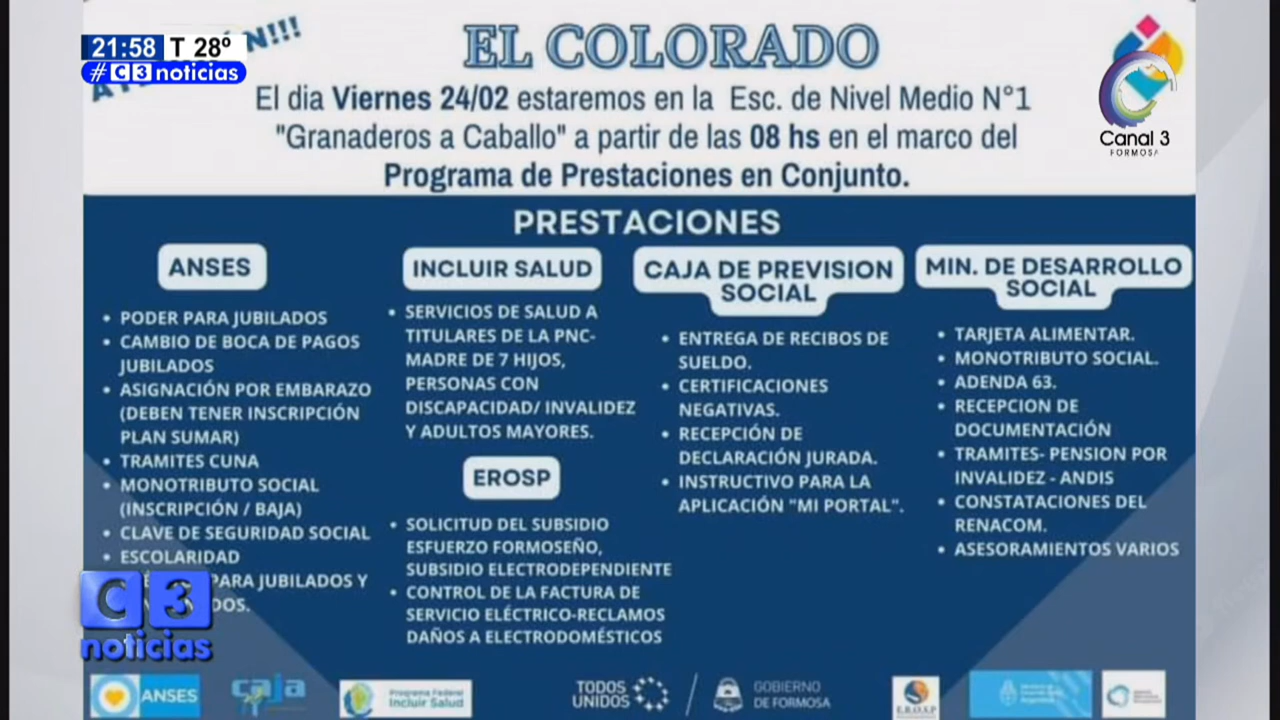 21:58 T 28º
#C3noticias
EL COLORADO
El dia Viernes 24/02 estaremos en la Esc. de Nivel Medio N°1
"Granaderos a Caballo" a partir de las 08 hs en el marco del
Programa de Prestaciones en Conjunto.
Canal 3
FORMOSA
PRESTACIONES
ANSES
PODER PARA JUBILADOS
CAMBIO DE BOCA DE PAGOS
JUBILADOS
ASIGNACIÓN POR EMBARAZO
(DEBEN TENER INSCRIPCIÓN
PLAN SUMAR)
TRAMITES CUNA
MONOTRIBUTO SOCIAL
(INSCRIPCIÓN / BAJA)
CLAVE DE SEGURIDAD SOCIAL
ESCOLARIDAD
PARA JUBILADOS Y
INCLUIR SALUD
SERVICIOS DE SALUD A
TITULARES DE LA PNC-
MADRE DE 7 HIJOS,
PERSONAS CON
DISCAPACIDAD/ INVALIDEZ
Y ADULTOS MAYORES.
EROSP
SOLICITUD DEL SUBSIDIO
ESFUERZO FORMOSEÑO,
SUBSIDIO ELECTRODEPENDIENTE
CONTROL DE LA FACTURA DE
SERVICIO ELÉCTRICO-RECLAMOS
DAÑOS A ELECTRODOMÉSTICOS
CAJA DE PREVISION
SOCIAL
ENTREGA DE RECIBOS DE
SUELDO.
CERTIFICACIONES
NEGATIVAS.
RECEPCIÓN DE
DECLARACIÓN JURADA.
INSTRUCTIVO PARA LA
APLICACIÓN "MI PORTAL".
MIN. DE DESARROLLO
SOCIAL
TARJETA ALIMENTAR.
MONOTRIBUTO SOCIAL.
ADENDA 63.
RECEPCION DE
DOCUMENTACIÓN
TRAMITES- PENSION POR
INVALIDEZ - ANDIS
CONSTATACIONES DEL
RENACOM.
ASESORAMIENTOS VARIOS
C3
noticias
ANSES
caja
Programa Federal
Incluir Salud
TODOS
UNIDOS
GOBIERNO
DE FORMOSA
E.R.O.S.P